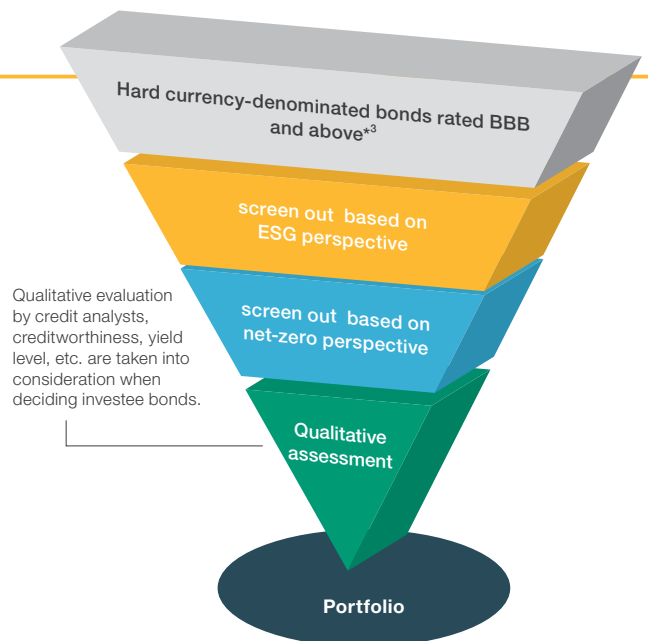 Hard currency-denominated bonds rated BBB
and above*3
screen out based on
ESG perspective
screen out based on
net-zero perspective
Qualitative evaluation
by credit analysts,
creditworthiness, yield
level, etc. are taken into
consideration when
deciding investee bonds.
Qualitative
assessment
Portfolio